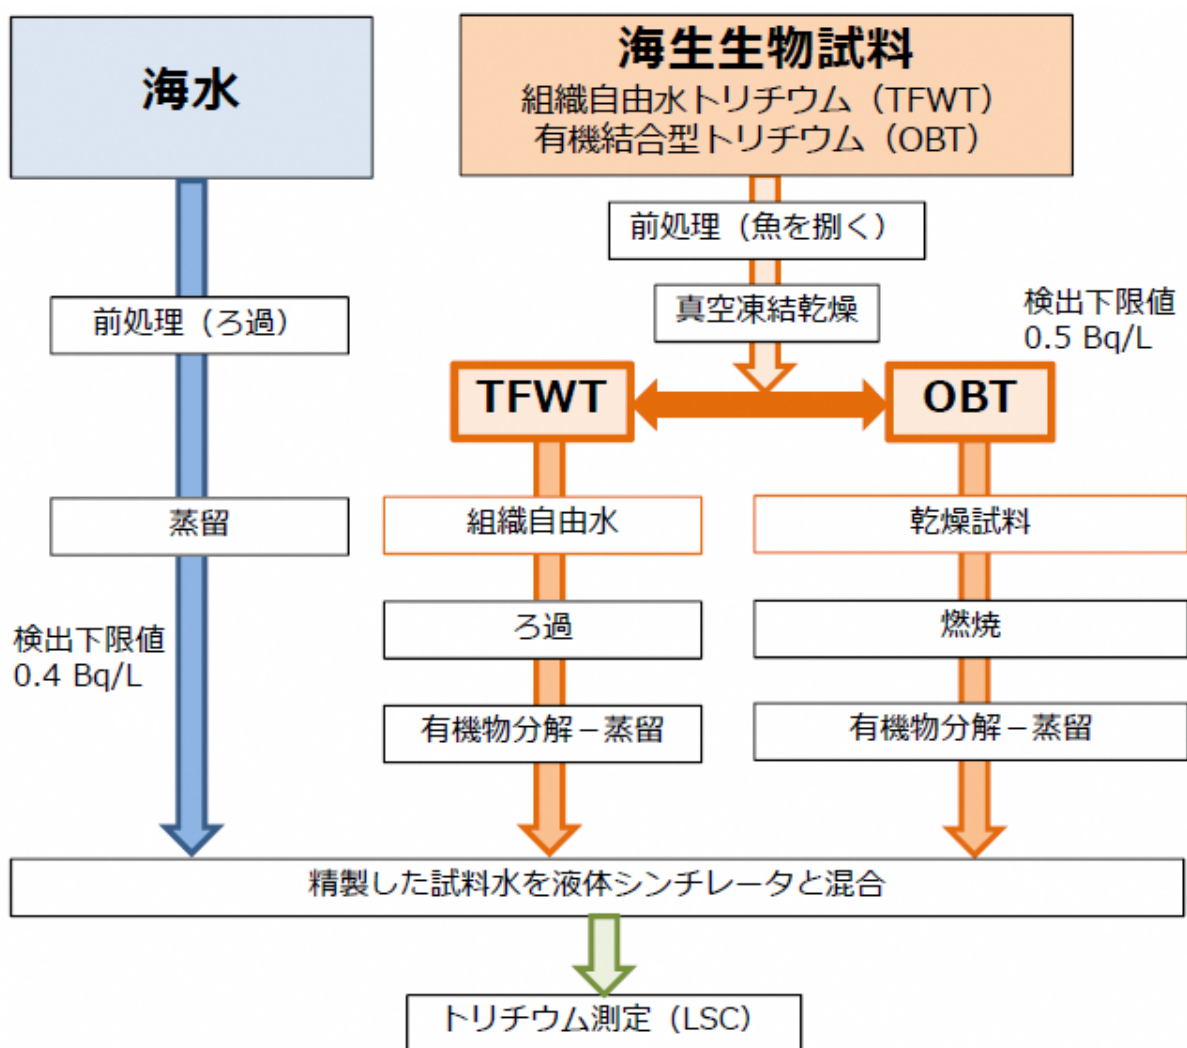 海水
前処理（ろ過）
蒸留
検出下限値
0.4 Bq/L
海生生物試料
組織自由水トリチウム（TFWT）
有機結合型トリチウム（OBT）
前処理（魚を捌く）
真空凍結乾燥
検出下限値
0.5 Bq/L
TFWT
OBT
組織自由水
乾燥試料
ろ過
燃焼
有機物分解－蒸留
有機物分解－蒸留
精製した試料水を液体シンチレータと混合
トリチウム測定（LSC）